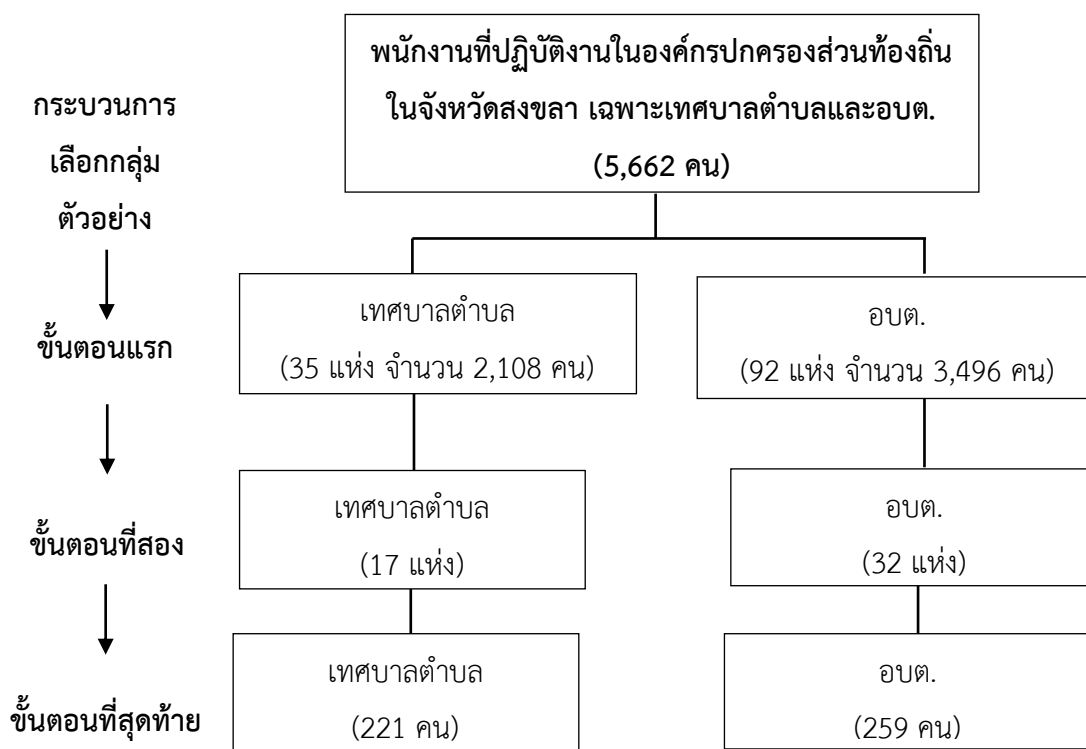 พนักงานที่ปฏิบัติงานในองค์กรปกครองส่วนท้องถิ่น
ในจังหวัดสงขลา เฉพาะเทศบาลตำบลและอบต.
(5,662 คน)
กระบวนการ
เลือกกลุ่ม
ตัวอย่าง
ขั้นตอนแรก
เทศบาลตำบล
(35 แห่ง จำนวน 2,108 คน)
อบต.
(92 แห่ง จำนวน 3,496 คน)
ขั้นตอนที่สอง
เทศบาลตำบล
(17 แห่ง)
อบต.
(32 แห่ง)
ขั้นตอนที่สุดท้าย
เทศบาลตำบล
(221 คน)
อบต.
(259 คน)